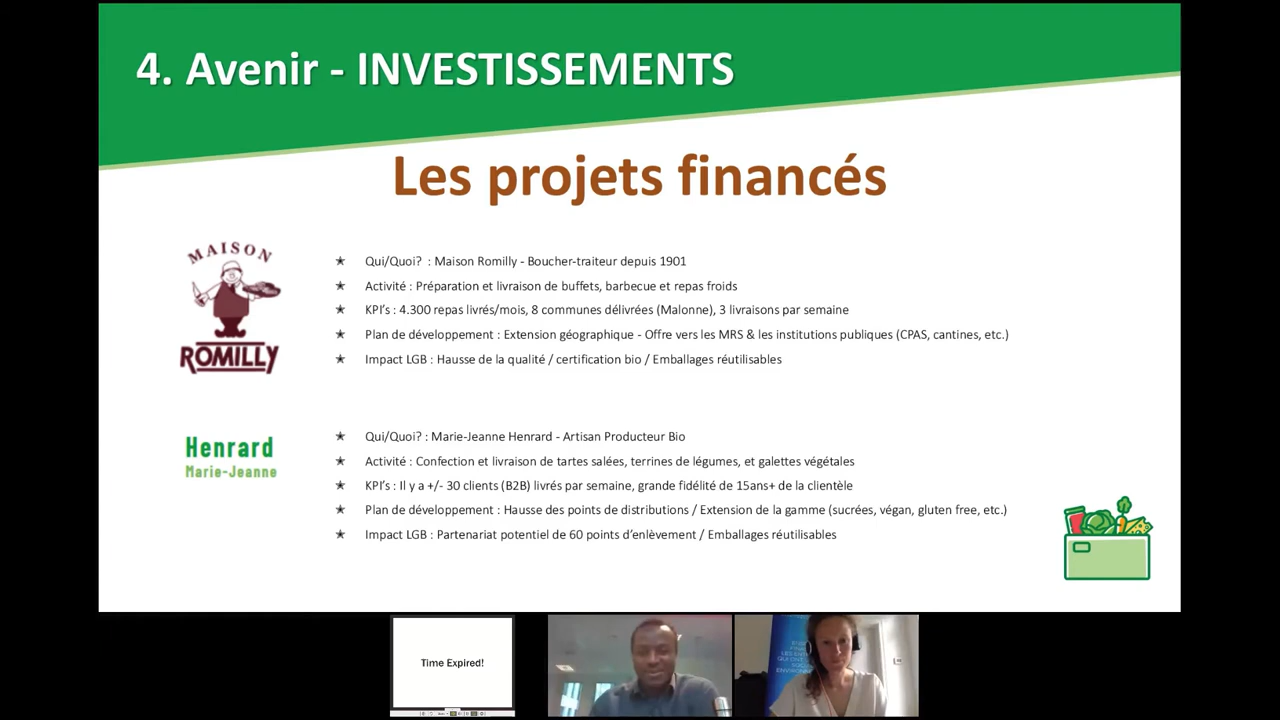 4. Avenir - INVESTISSEMENTS
Les projets financés
MAISON
ROMILLY
★ Qui/Quoi? : Maison Romilly - Boucher-traiteur depuis 1901
★ Activité : Préparation et livraison de buffets, barbecue et repas froids
★ KPI's : 4.300 repas livrés/mois, 8 communes délivrées (Malonne), 3 livraisons par semaine
★ Plan de développement : Extension géographique - Offre vers les MRS & les institutions publiques (CPAS, cantines, etc.)
★ Impact LGB : Hausse de la qualité / certification bio / Emballages réutilisables
Henrard
Marie-Jeanne
★ Qui/Quoi? : Marie-Jeanne Henrard - Artisan Producteur Bio
★ Activité : Confection et livraison de tartes salées, terrines de légumes, et galettes végétales
★ KPI's : Il y a +/- 30 clients (B2B) livrés par semaine, grande fidélité de 15ans+ de la clientèle
★ Plan de développement : Hausse des points de distributions / Extension de la gamme (sucrées, végan, gluten free, etc.)
★ Impact LGB : Partenariat potentiel de 60 points d'enlèvement / Emballages réutilisables
Time Expired!